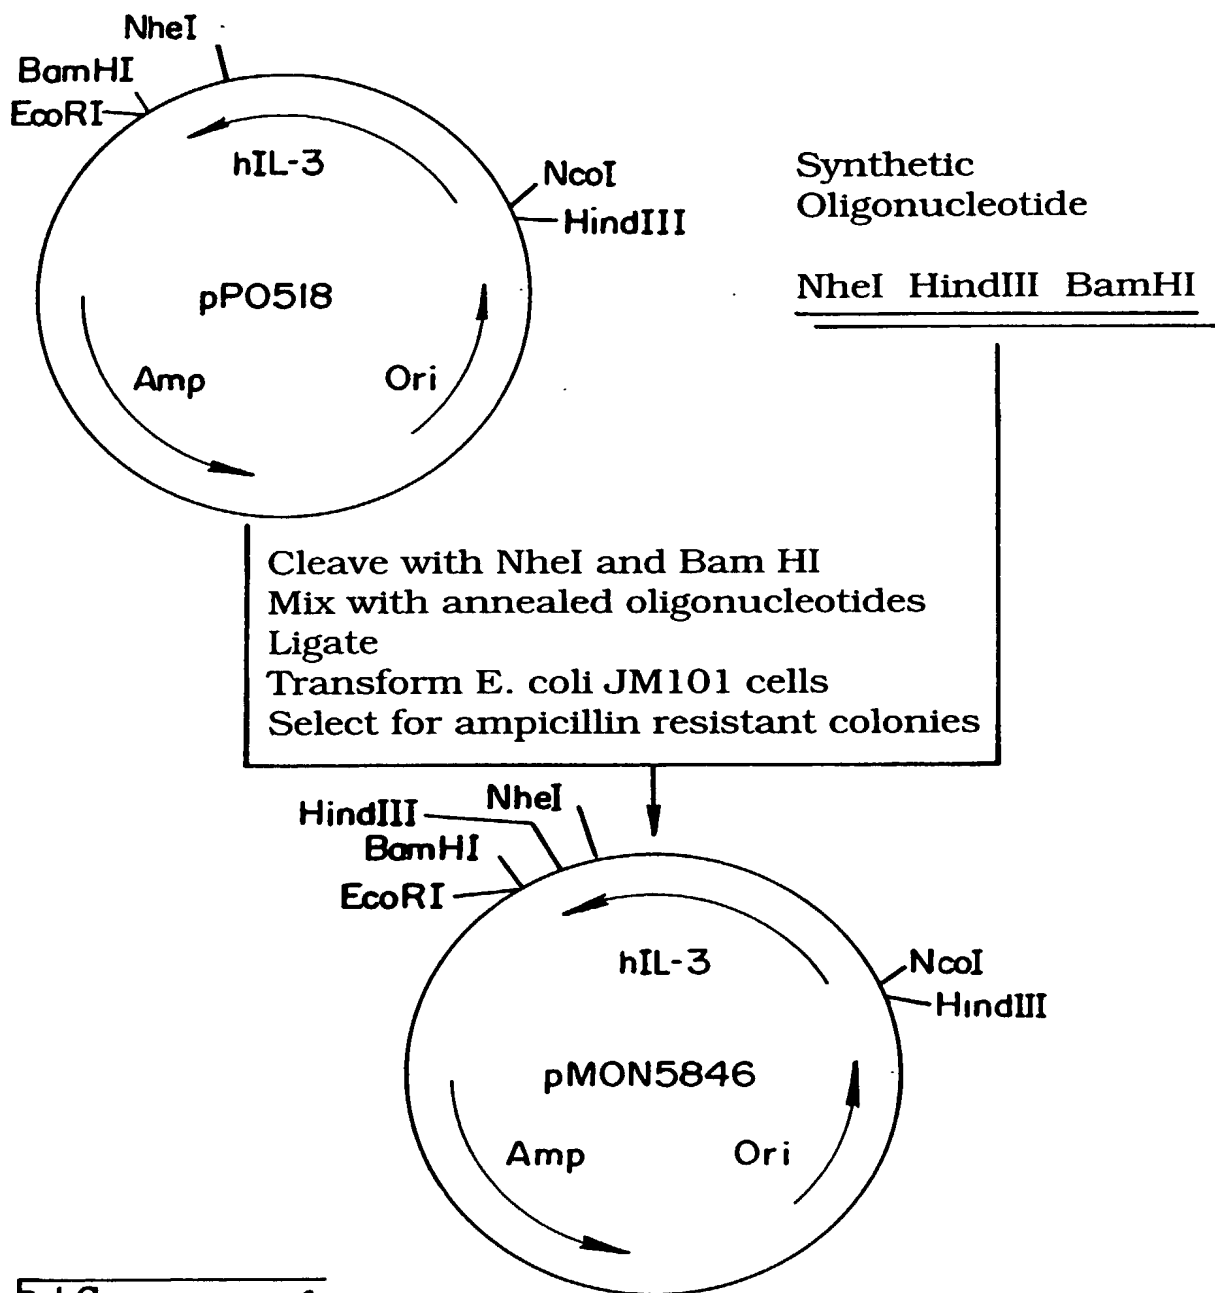 NheI
BamHI
EcoRI
hIL-3
NcoI
HindIII
pPO518
Amp
Ori
Synthetic
Oligonucleotide
NheI HindIII BamHI
Cleave with NheI and Bam HI
Mix with annealed oligonucleotides
Ligate
Transform E. coli JM101 cells
Select for ampicillin resistant colonies
NheI
HindIII
BamHI
EcoRI
hIL-3
NcoI
HindIII
pMON5846
Amp
Ori